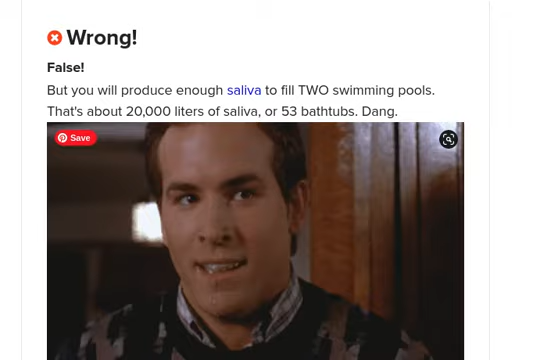 Wrong!
False!
But you will produce enough saliva to fill TWO swimming pools.
That's about 20,000 liters of saliva, or 53 bathtubs. Dang.
Save